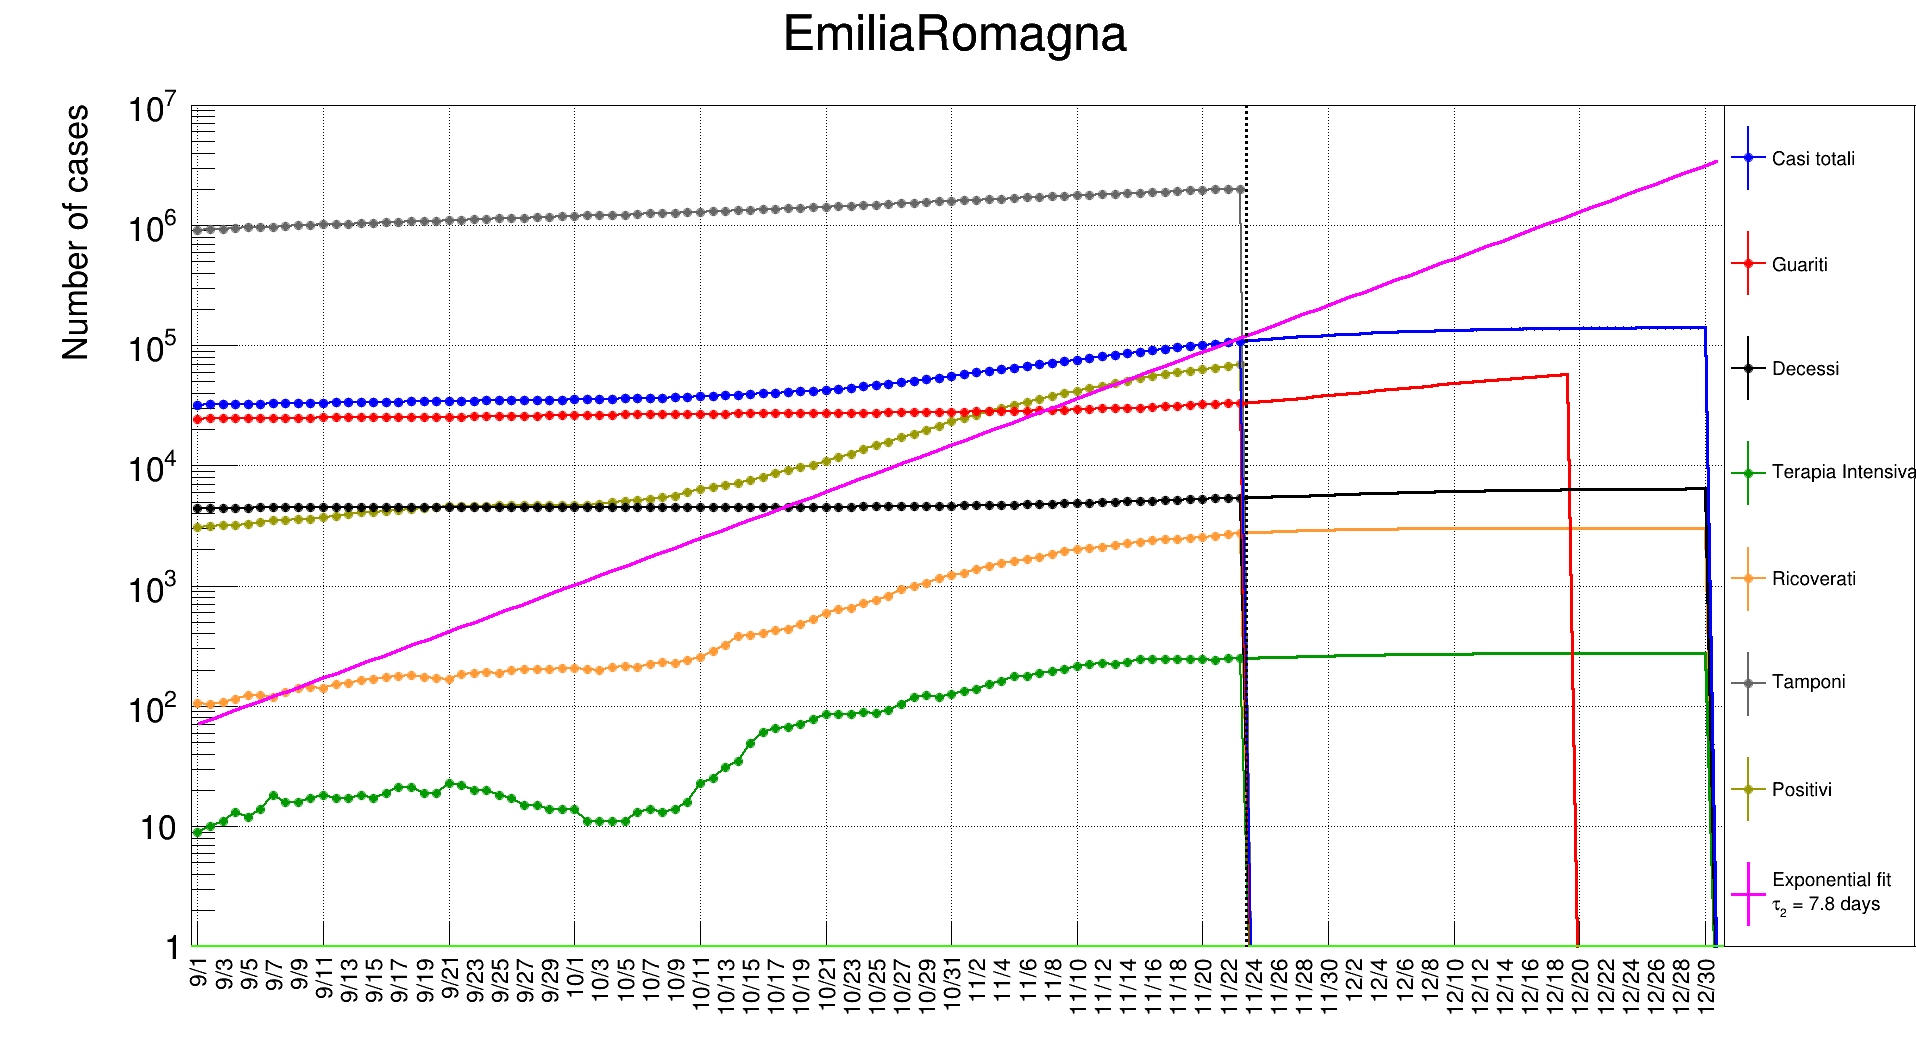 EmiliaRomagna
Number of cases
10^7
10^6
10^5
10^4
10^3
10^2
10
1
9/1 9/3 9/5 9/7 9/9 9/11 9/13 9/15 9/17 9/19 9/21 9/23 9/25 9/27 9/29 10/1 10/3 10/5 10/7 10/9 10/11 10/13 10/15 10/17 10/19 10/21 10/23 10/25 10/27 10/29 10/31 11/2 11/4 11/6 11/8 11/10 11/12 11/14 11/16 11/18 11/20 11/22 11/24 11/26 11/28 11/30 12/2 12/4 12/6 12/8 12/10 12/12 12/14 12/16 12/18 12/20 12/22 12/24 12/26 12/28 12/30
Casi totali
Guariti
Decessi
Terapia Intensiva
Ricoverati
Tamponi
Positivi
Exponential fit
τ_2 = 7.8 days